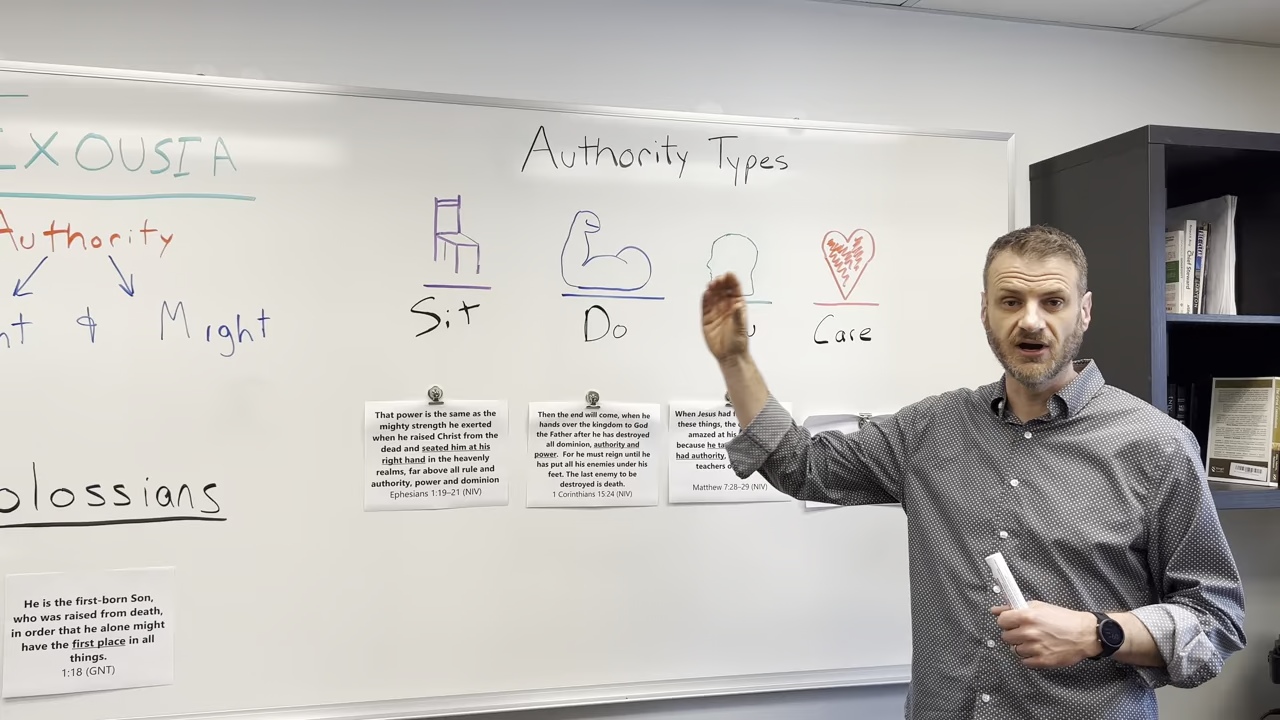 EXOUSIA
Authority
& Might
Authority Types
Sit
Do
Care
olossians
That power is the same as the
mighty strength he exerted
when he raised Christ from the
dead and seated him at his
right hand in the heavenly
realms, far above all rule and
authority, power and dominion
Ephesians 1:19–21 (NIV)
Then the end will come, when he
hands over the kingdom to God
the Father after he has destroyed
all dominion, authority and
power. For he must reign until he
has put all his enemies under his
feet. The last enemy to be
destroyed is death.
1 Corinthians 15:24 (NIV)
When Jesus had
these things, the
amazed at his
because he
had authority,
teachers
Matthew 7:28–29 (NIV)
He is the first-born Son,
who was raised from death,
in order that he alone might
have the first place in all
things.
1:18 (GNT)